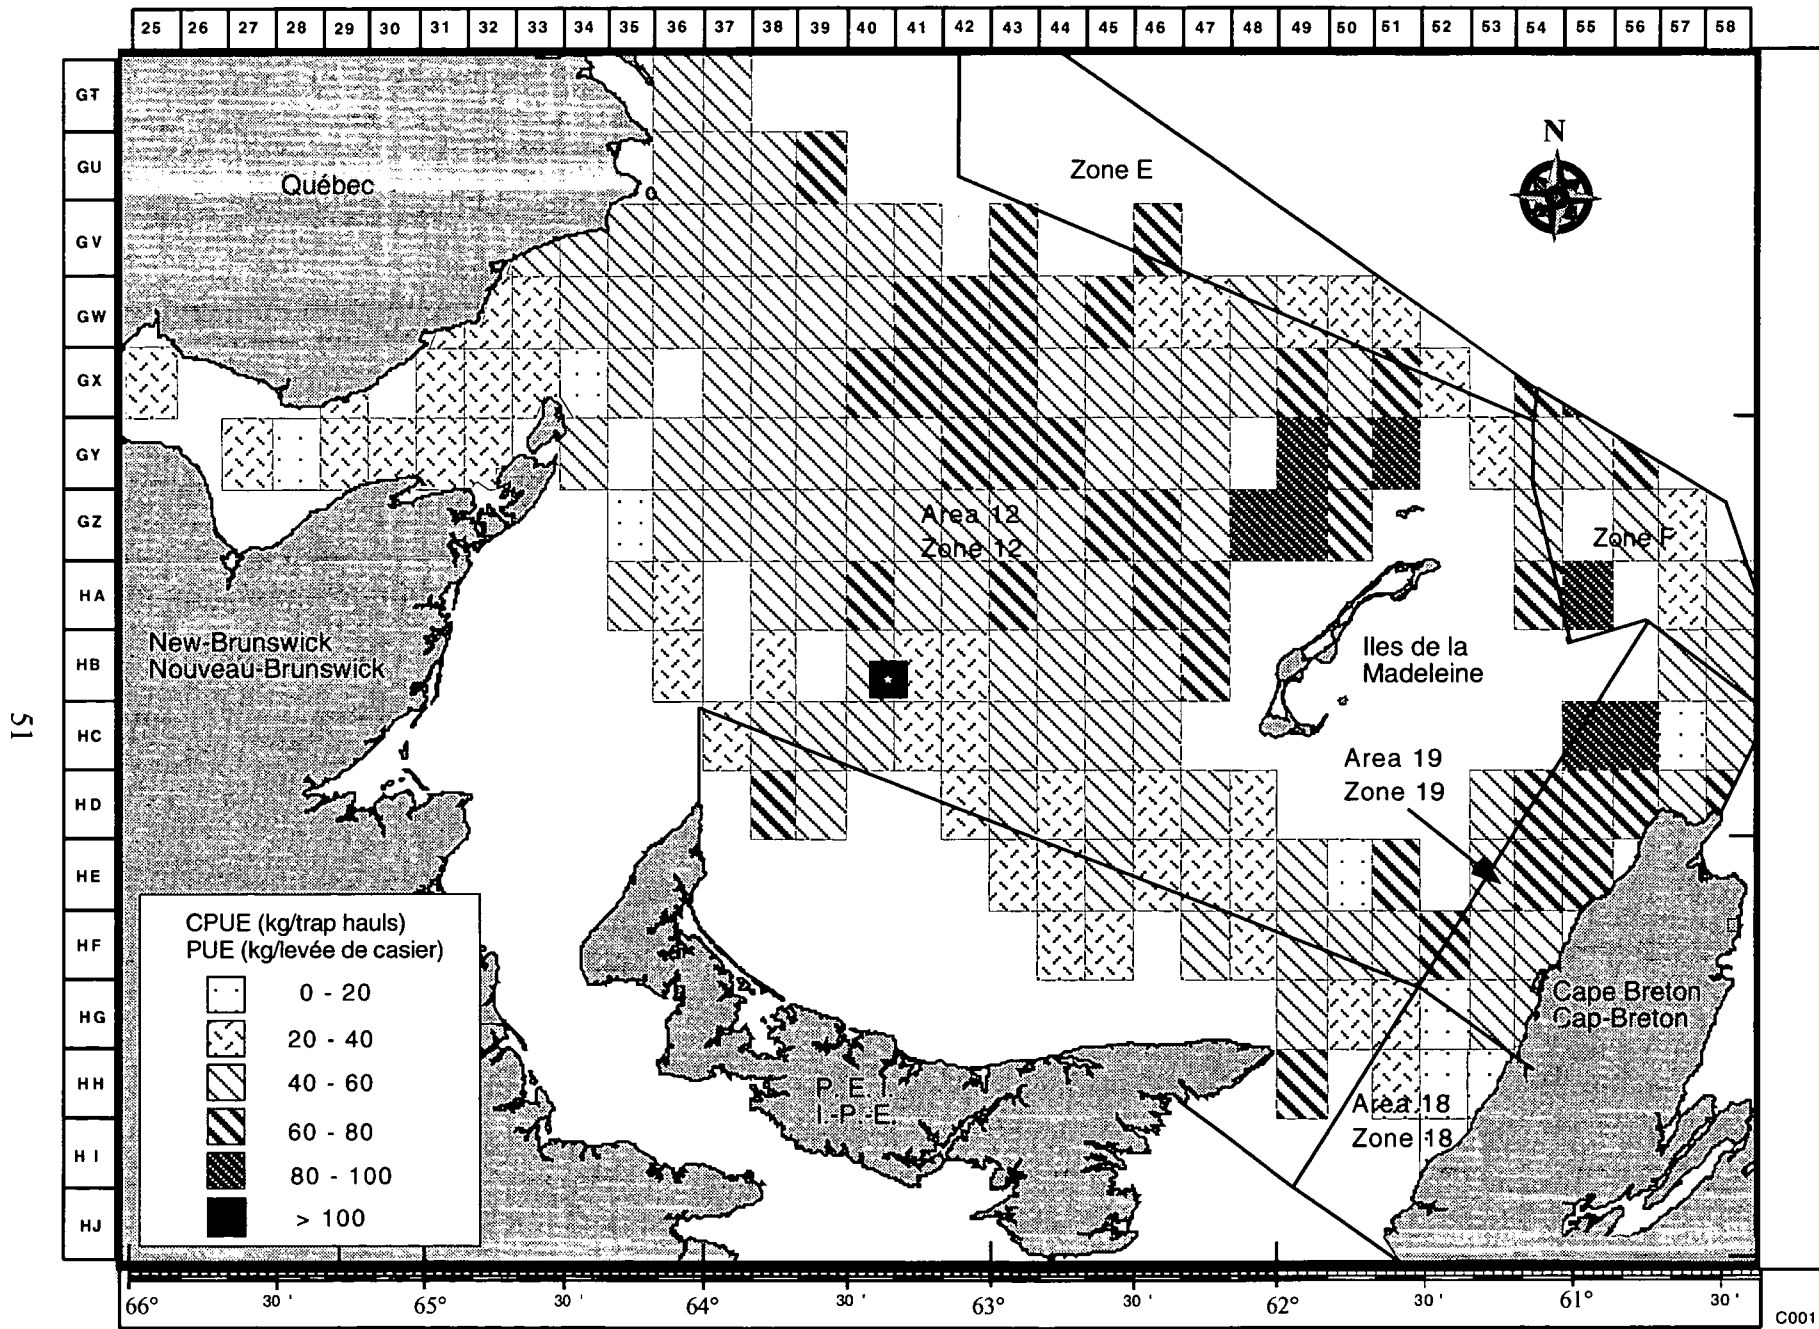 25 26 27 28 29 30 31 32 33 34 35 36 37 38 39 40 41 42 43 44 45 46 47 48 49 50 51 52 53 54 55 56 57 58
GT
GU
GV
GW
GX
GY
GZ
HA
HB
HC
HD
HE
HF
HG
HH
HI
HJ
N
Zone E
Québec
Area 12
Zone 12
Zone F
New-Brunswick
Nouveau-Brunswick
Iles de la
Madeleine
Area 19
Zone 19
Cape Breton
Cap-Breton
P.E.I.
I.-P.-E.
Area 18
Zone 18
CPUE (kg/trap hauls)
PUE (kg/levée de casier)
0 - 20
20 - 40
40 - 60
60 - 80
80 - 100
> 100
66° 30' 65° 30' 64° 30' 63° 30' 62° 30' 61° 30'
C001
51